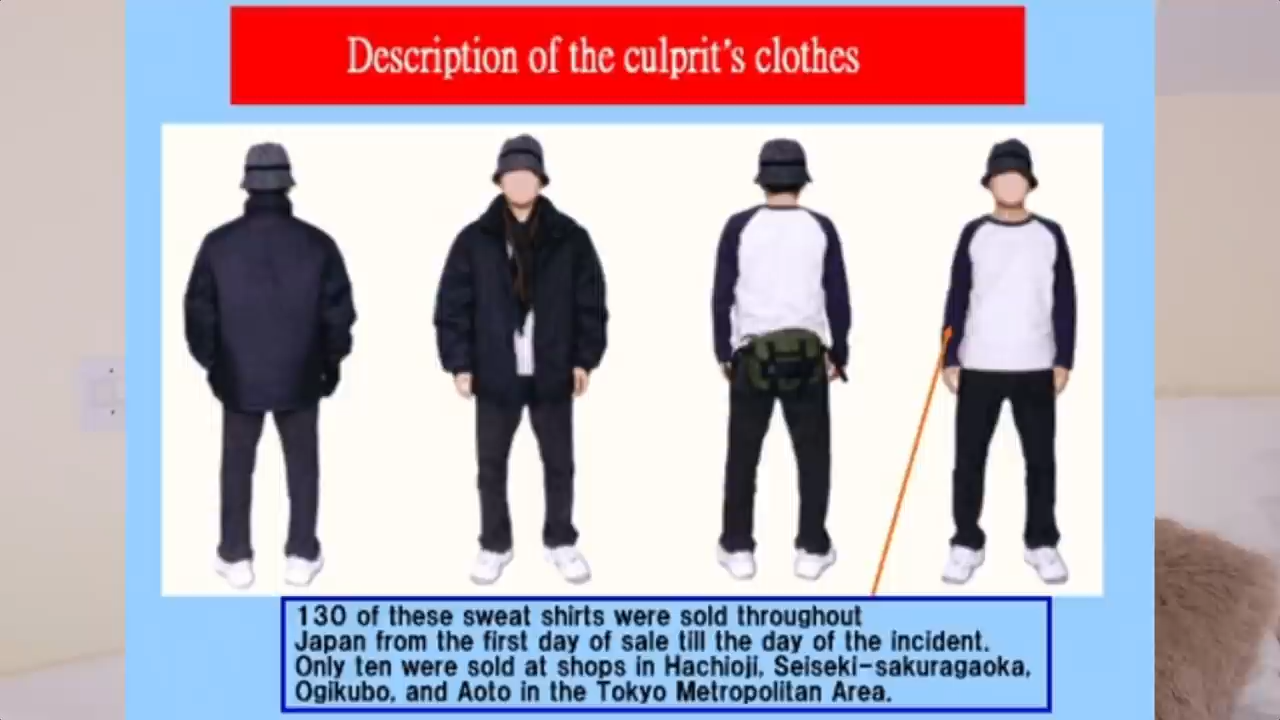 Description of the culprit's clothes
130 of these sweat shirts were sold throughout
Japan from the first day of sale till the day of the incident.
Only ten were sold at shops in Hachioji, Seiseki-sakuragaoka,
Ogikubo, and Aoto in the Tokyo Metropolitan Area.